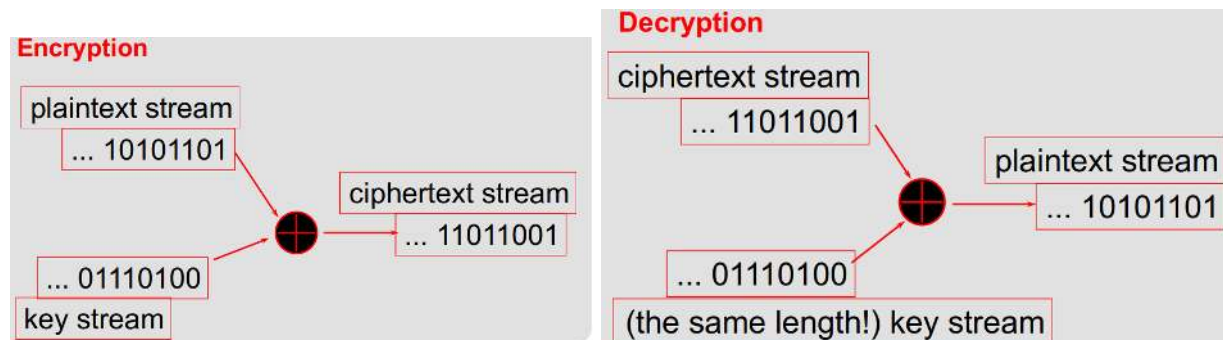 Encryption
plaintext stream
... 10101101
ciphertext stream
... 11011001
... 01110100
key stream
Decryption
ciphertext stream
... 11011001
plaintext stream
... 10101101
... 01110100
(the same length!) key stream